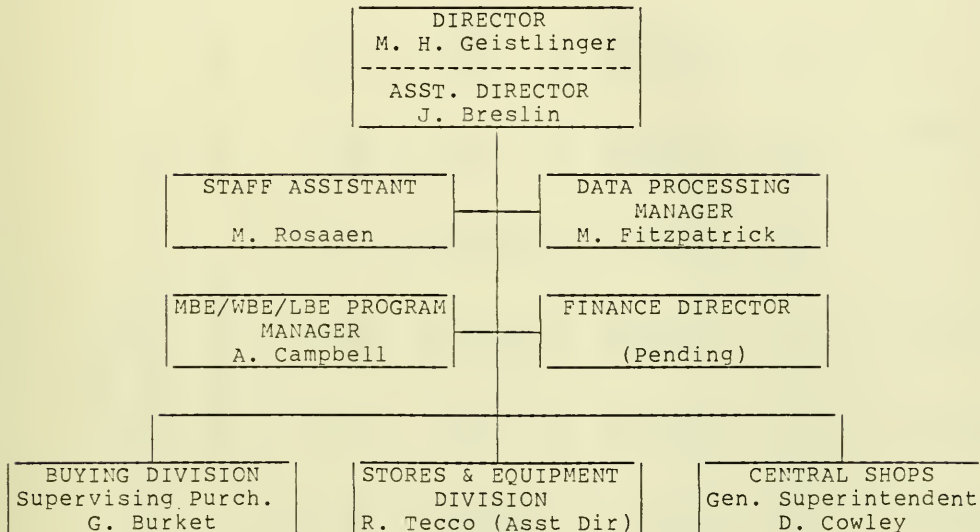 DIRECTOR
M. H. Geistlinger
ASST. DIRECTOR
J. Breslin
STAFF ASSISTANT
M. Rosaaen
DATA PROCESSING
MANAGER
M. Fitzpatrick
MBE/WBE/LBE PROGRAM
MANAGER
A. Campbell
FINANCE DIRECTOR
(Pending)
BUYING DIVISION
Supervising Purch.
G. Burket
STORES & EQUIPMENT
DIVISION
R. Tecco (Asst Dir)
CENTRAL SHOPS
Gen. Superintendent
D. Cowley